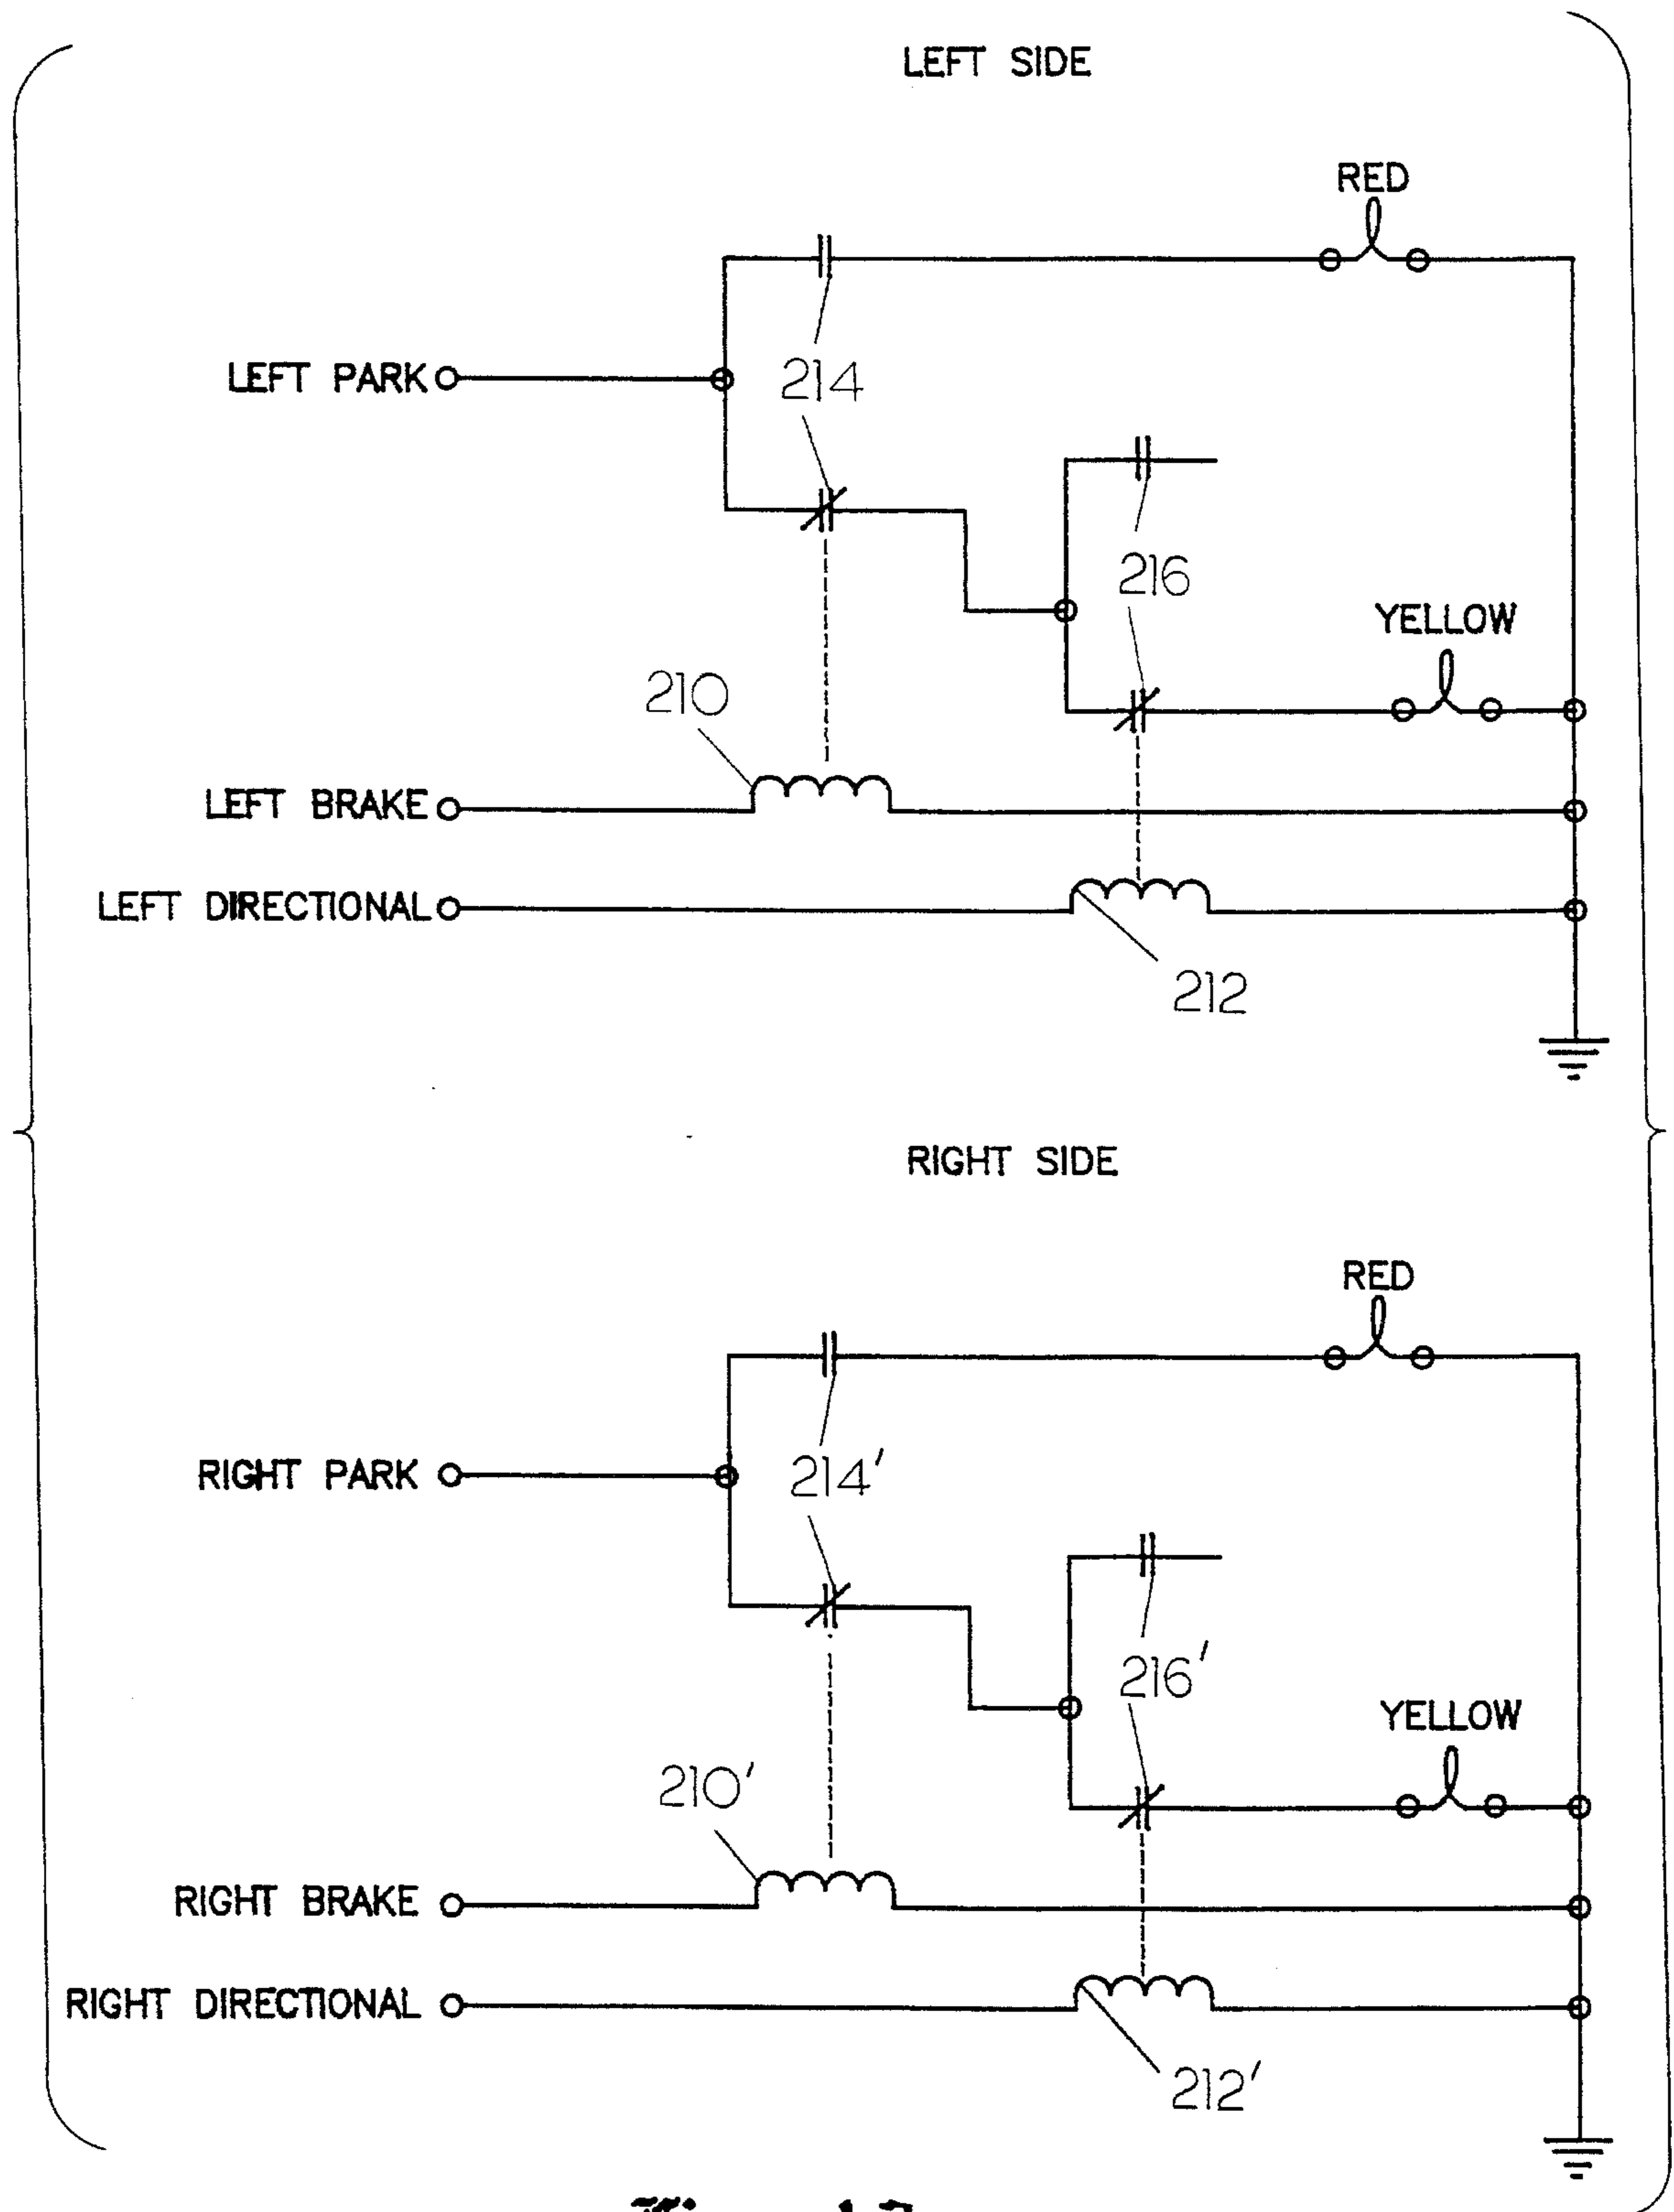 LEFT SIDE
RED
LEFT PARK
214
216
YELLOW
210
LEFT BRAKE
LEFT DIRECTIONAL
212
RIGHT SIDE
RED
RIGHT PARK
214'
216'
YELLOW
210'
RIGHT BRAKE
RIGHT DIRECTIONAL
212'